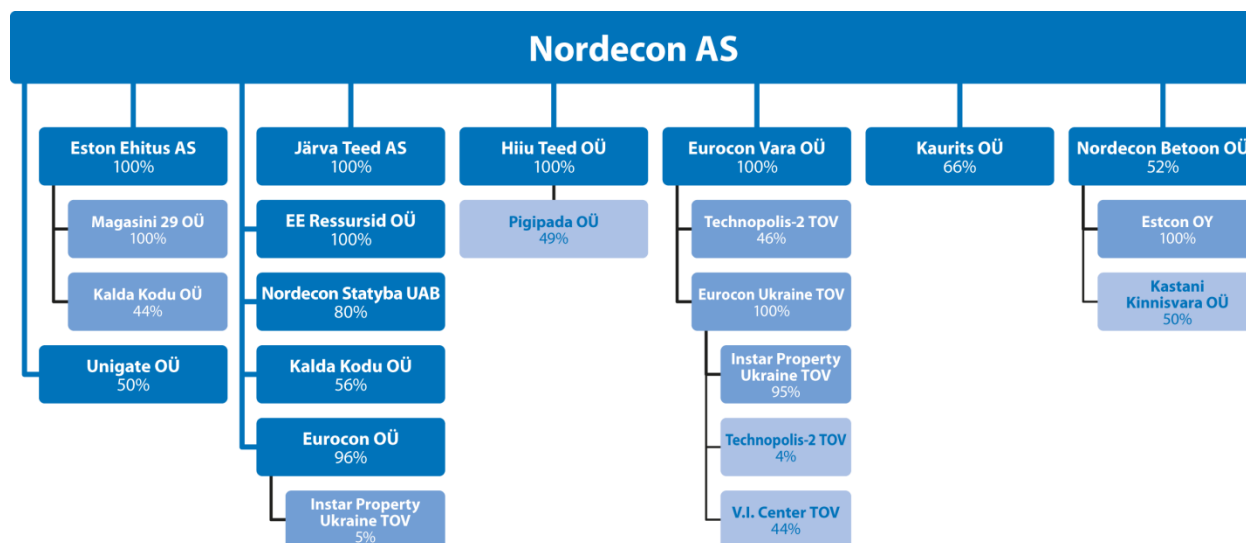 Nordecon AS
Eston Ehitus AS
100%
Magasini 29 OÜ
100%
Kalda Kodu OÜ
44%
Unigate OÜ
50%
Järva Teed AS
100%
EE Ressursid OÜ
100%
Nordecon Statyba UAB
80%
Kalda Kodu OÜ
56%
Eurocon OÜ
96%
Instar Property
Ukraine TOV
5%
Hiiu Teed OÜ
100%
Pigipada OÜ
49%
Eurocon Vara OÜ
100%
Technopolis-2 TOV
46%
Eurocon Ukraine TOV
100%
Instar Property
Ukraine TOV
95%
Technopolis-2 TOV
4%
V.I. Center TOV
44%
Kaurits OÜ
66%
Nordecon Betoon OÜ
52%
Estcon OY
100%
Kastani
Kinnisvara OÜ
50%